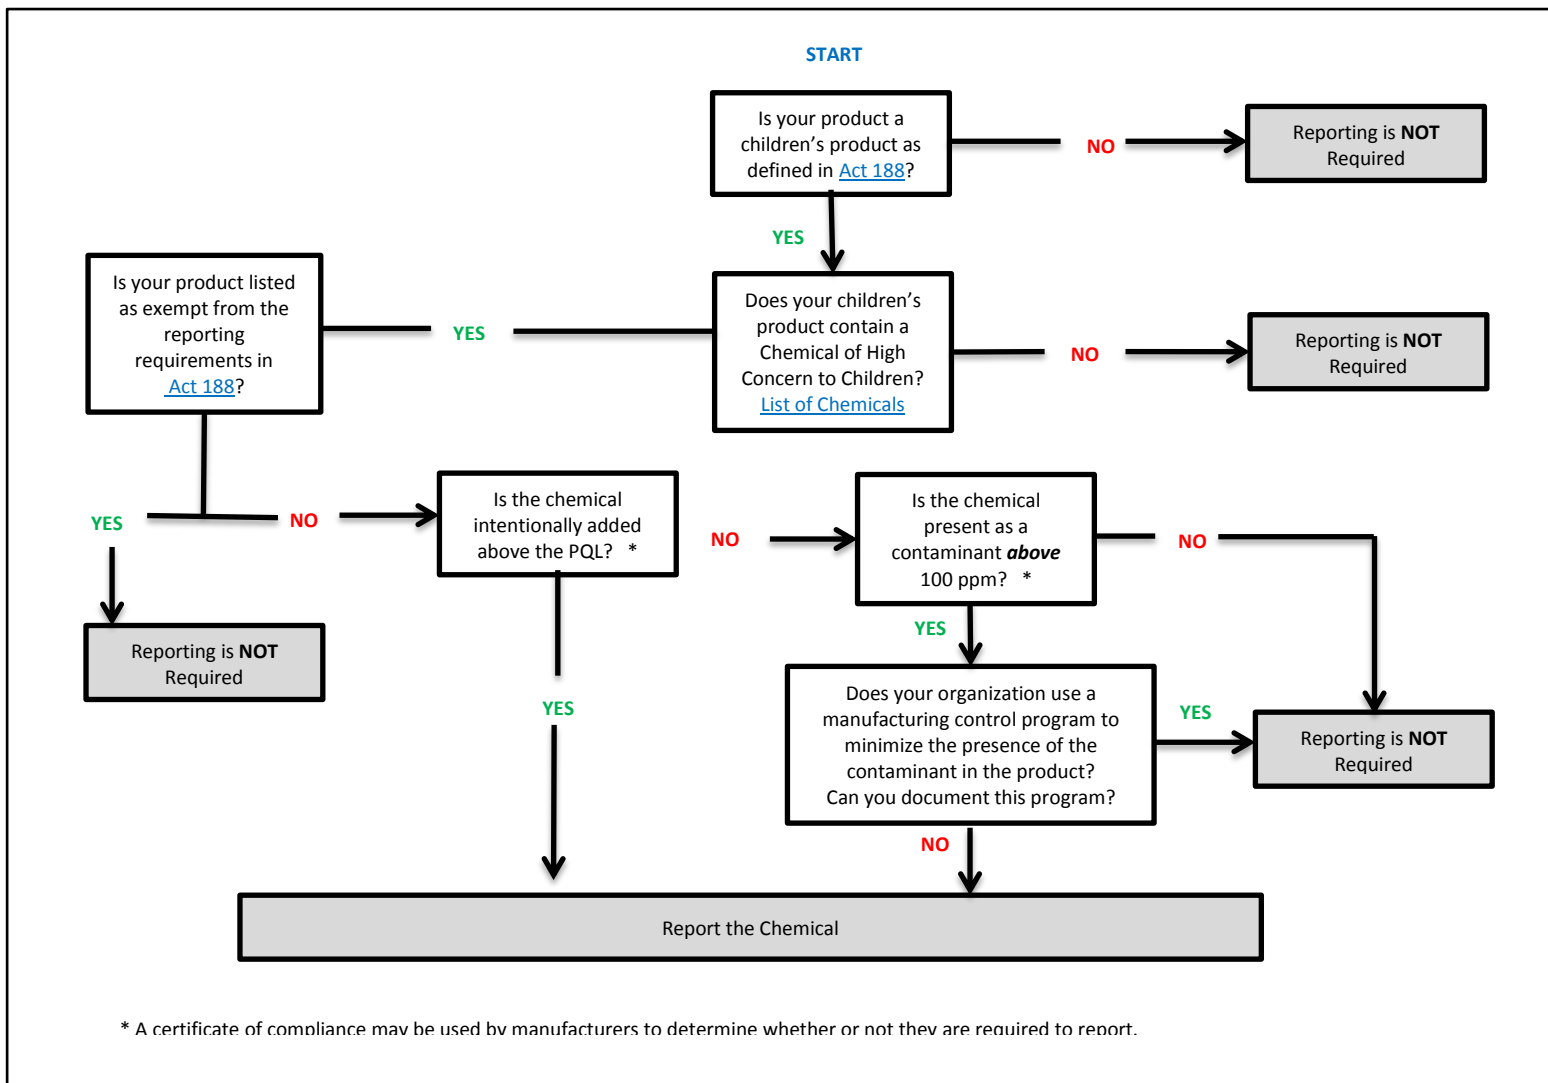 START
Is your product a
children’s product as
defined in Act 188?
NO
Reporting is NOT
Required
YES
Does your children’s
product contain a
Chemical of High
Concern to Children?
List of Chemicals
NO
Reporting is NOT
Required
YES
Is your product listed
as exempt from the
reporting
requirements in
Act 188?
YES
Reporting is NOT
Required
NO
Is the chemical
intentionally added
above the PQL? *
YES
NO
Is the chemical
present as a
contaminant above
100 ppm? *
NO
YES
Does your organization use a
manufacturing control program to
minimize the presence of the
contaminant in the product?
Can you document this program?
YES
Reporting is NOT
Required
NO
Report the Chemical
* A certificate of compliance may be used by manufacturers to determine whether or not they are required to report.